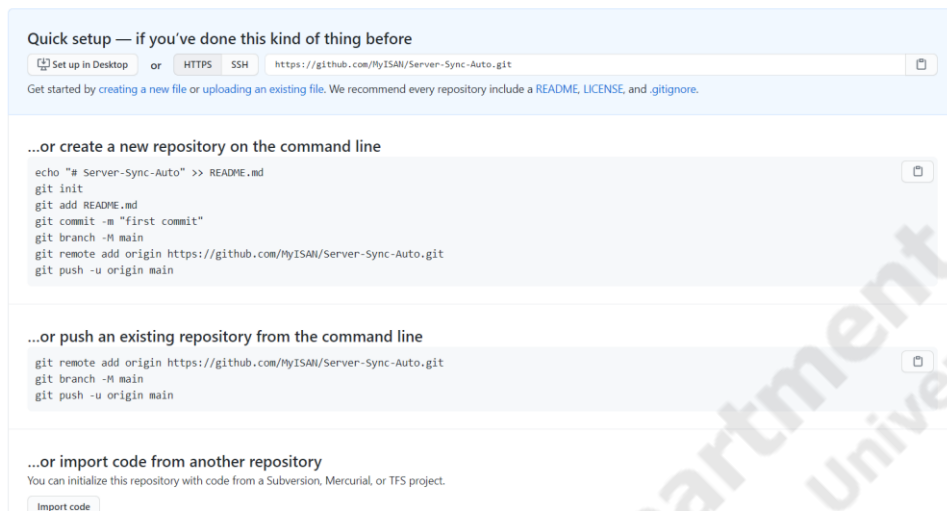 Quick setup — if you've done this kind of thing before
Set up in Desktop or HTTPS SSH https://github.com/MyISAN/Server-Sync-Auto.git
Get started by creating a new file or uploading an existing file. We recommend every repository include a README, LICENSE, and .gitignore.
...or create a new repository on the command line
echo "# Server-Sync-Auto" >> README.md
git init
git add README.md
git commit -m "first commit"
git branch -M main
git remote add origin https://github.com/MyISAN/Server-Sync-Auto.git
git push -u origin main
...or push an existing repository from the command line
git remote add origin https://github.com/MyISAN/Server-Sync-Auto.git
git branch -M main
git push -u origin main
...or import code from another repository
You can initialize this repository with code from a Subversion, Mercurial, or TFS project.
Import code